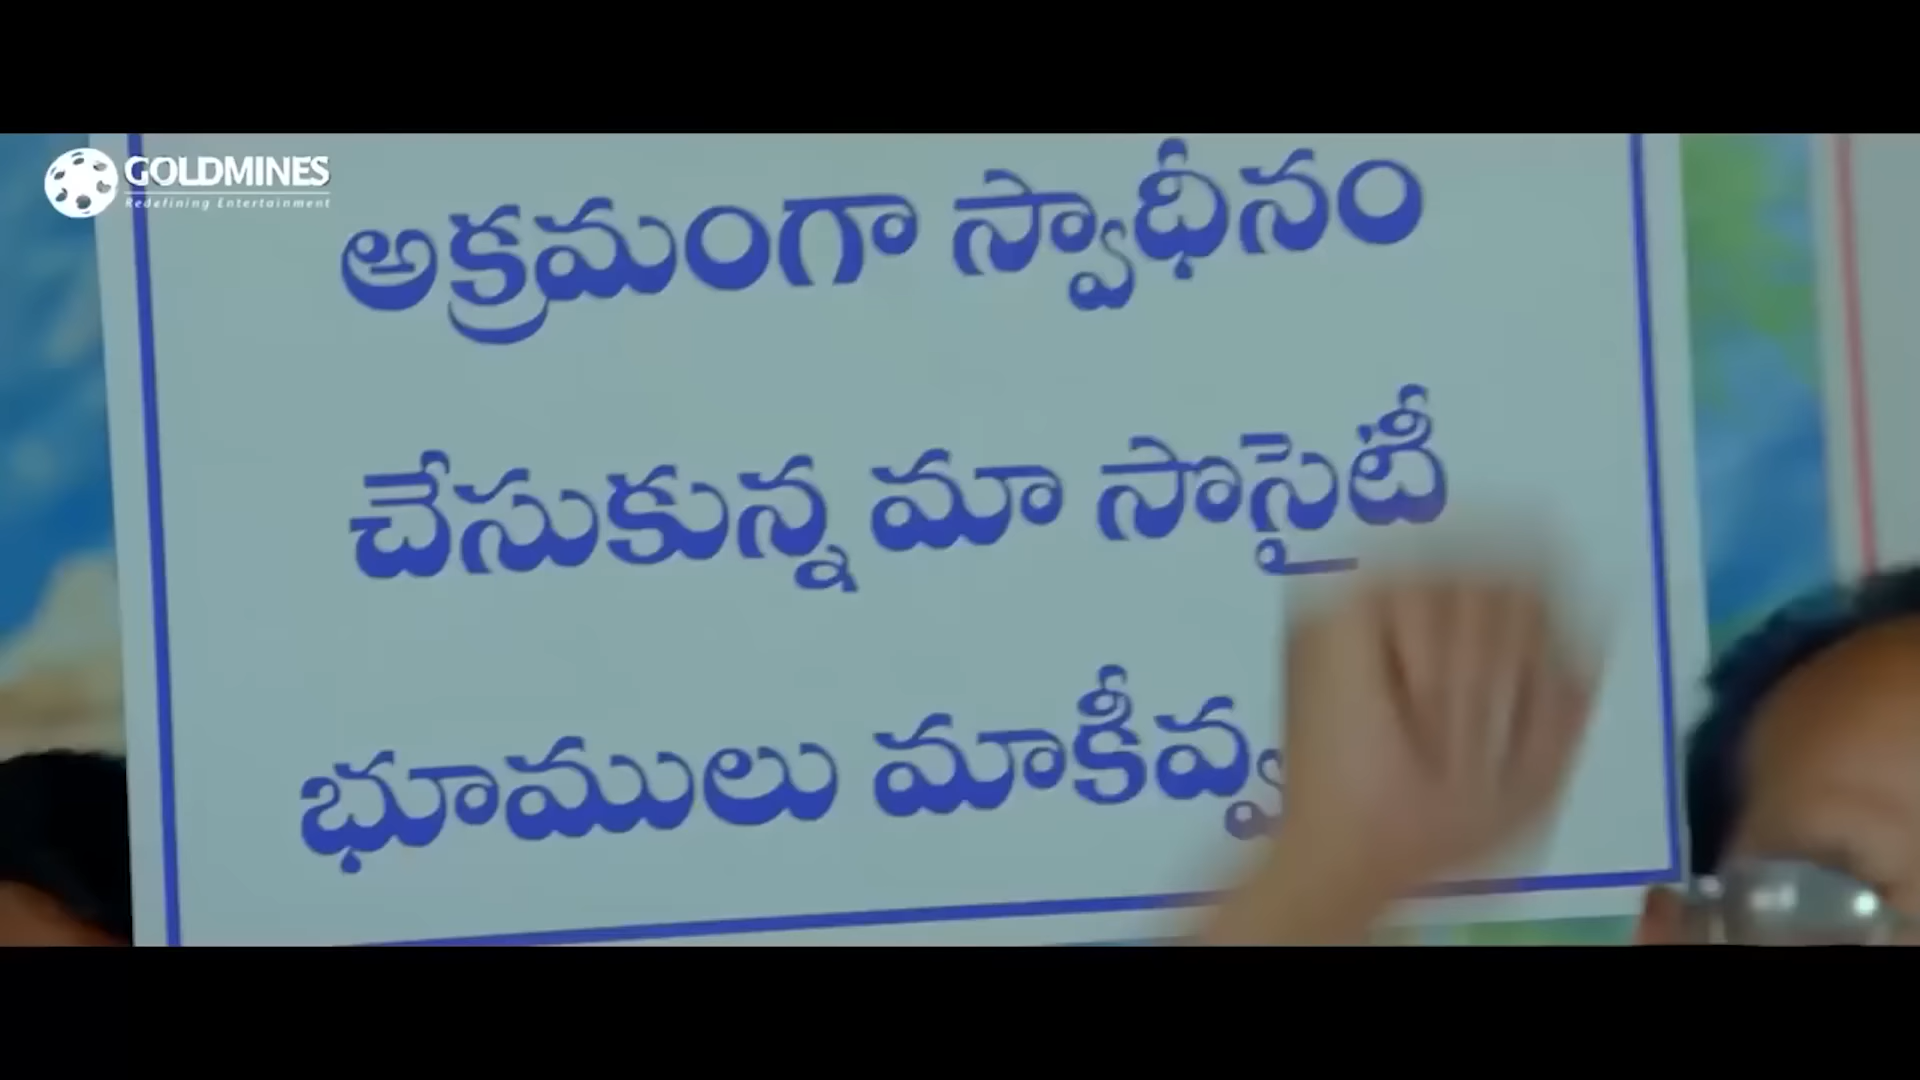 GOLDMINES
Redefining Entertainment
అక్రమంగా స్వాధీనం
చేసుకున్న మా సొసైటీ
భూములు